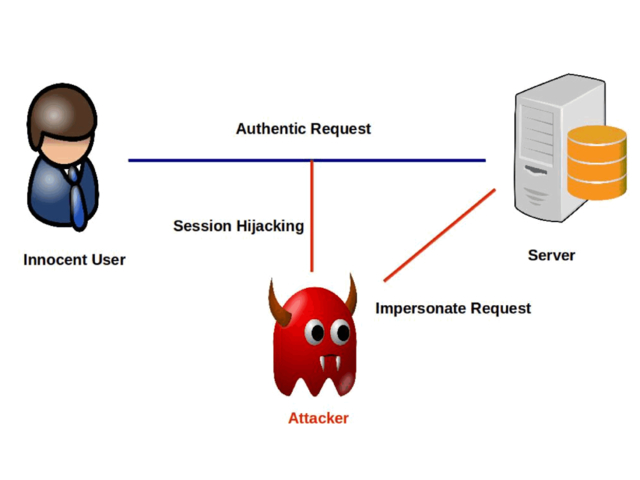 Authentic Request
Session Hijacking
Innocent User
Server
Impersonate Request
Attacker